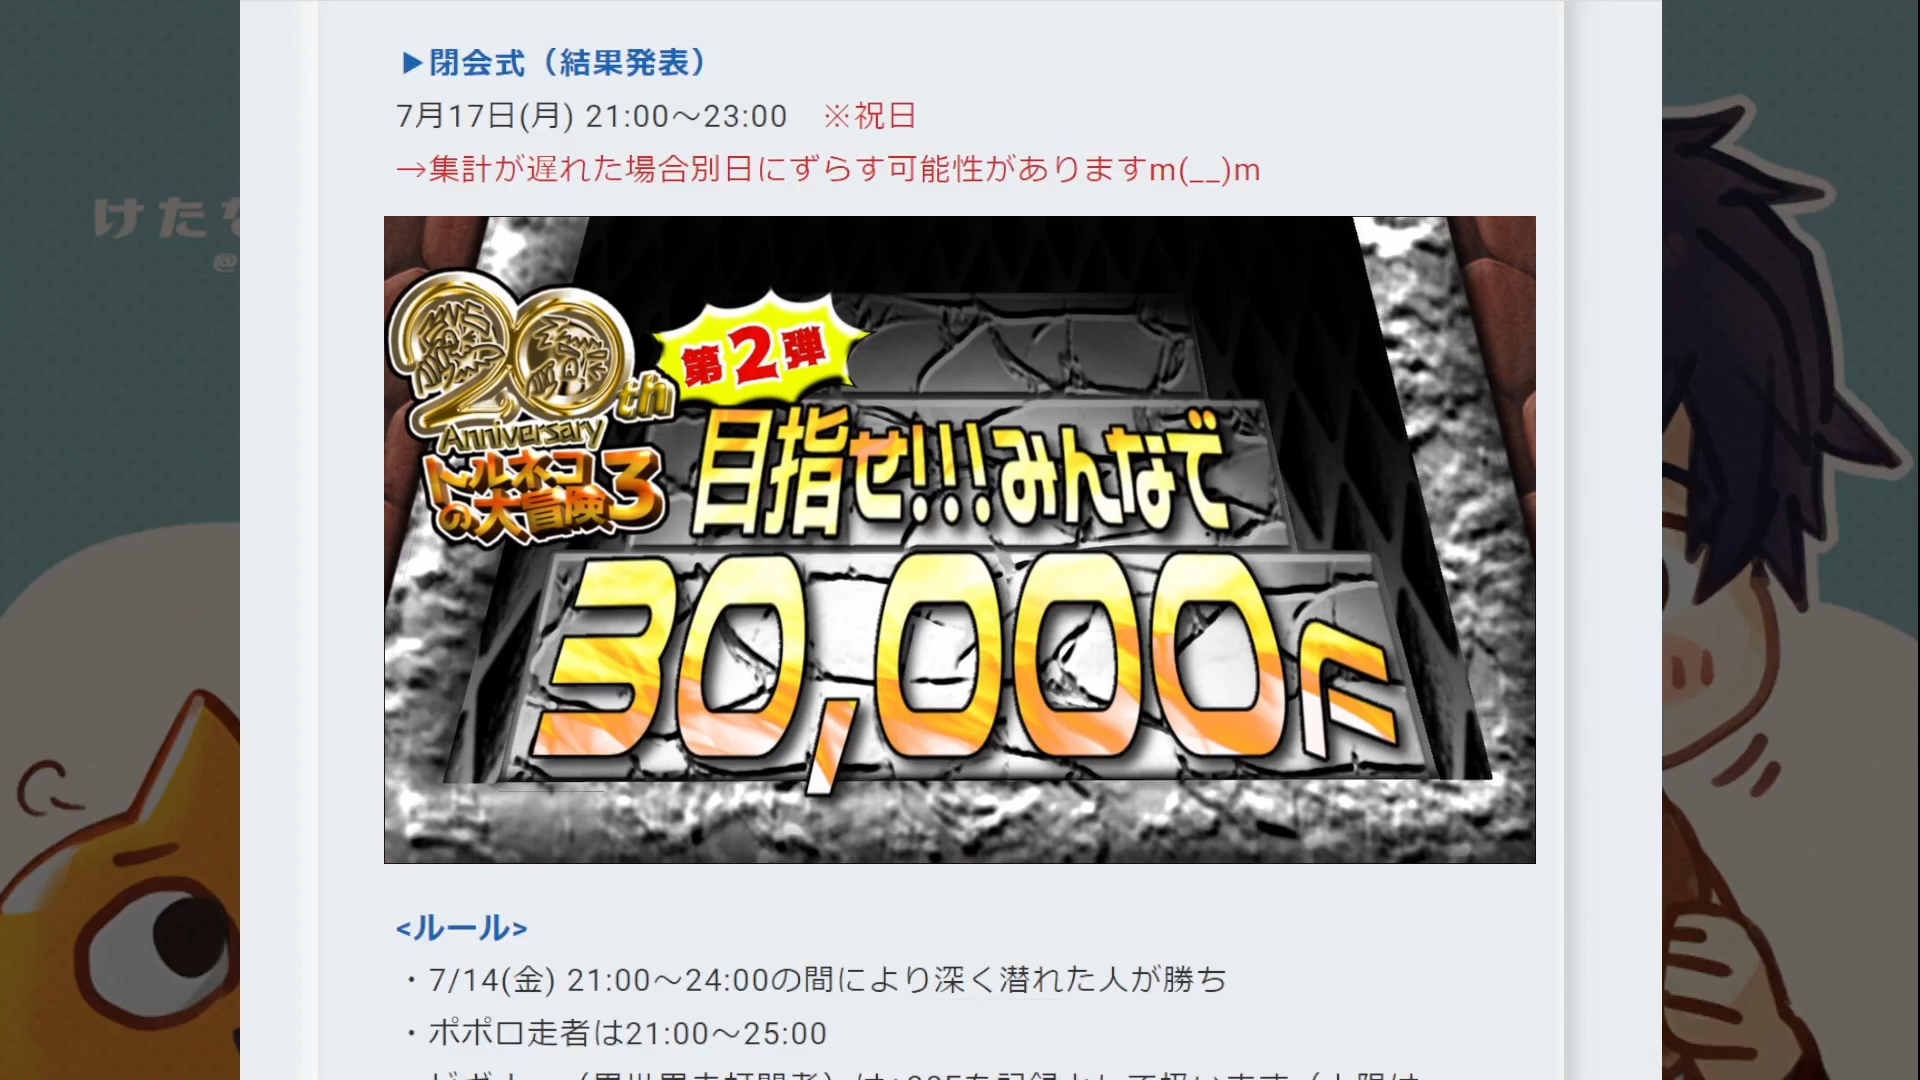 ▶閉会式（結果発表）
7月17日(月) 21:00～23:00　※祝日
→集計が遅れた場合別日にずらす可能性がありますm(__)m
けたな
@
20th
Anniversary
トルネコ
の大冒険3
第2弾
目指せ!!!みんなで
30,000F
<ルール>
・7/14(金) 21:00～24:00の間により深く潜れた人が勝ち
・ポポロ走者は21:00～25:00